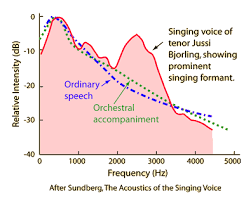 Singing voice of
tenor Jussi
Bjorling, showing
prominent
singing formant.
Ordinary
speech
Orchestral
accompaniment
Relative Intensity (dB)
0
-10
-20
-30
0 1000 2000 3000 4000 5000
Frequency (Hz)
After Sundberg, The Acoustics of the Singing Voice